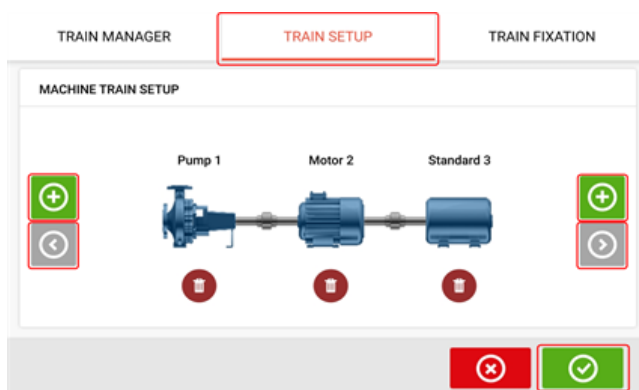 TRAIN MANAGER TRAIN SETUP TRAIN FIXATION
MACHINE TRAIN SETUP
Pump 1 Motor 2 Standard 3